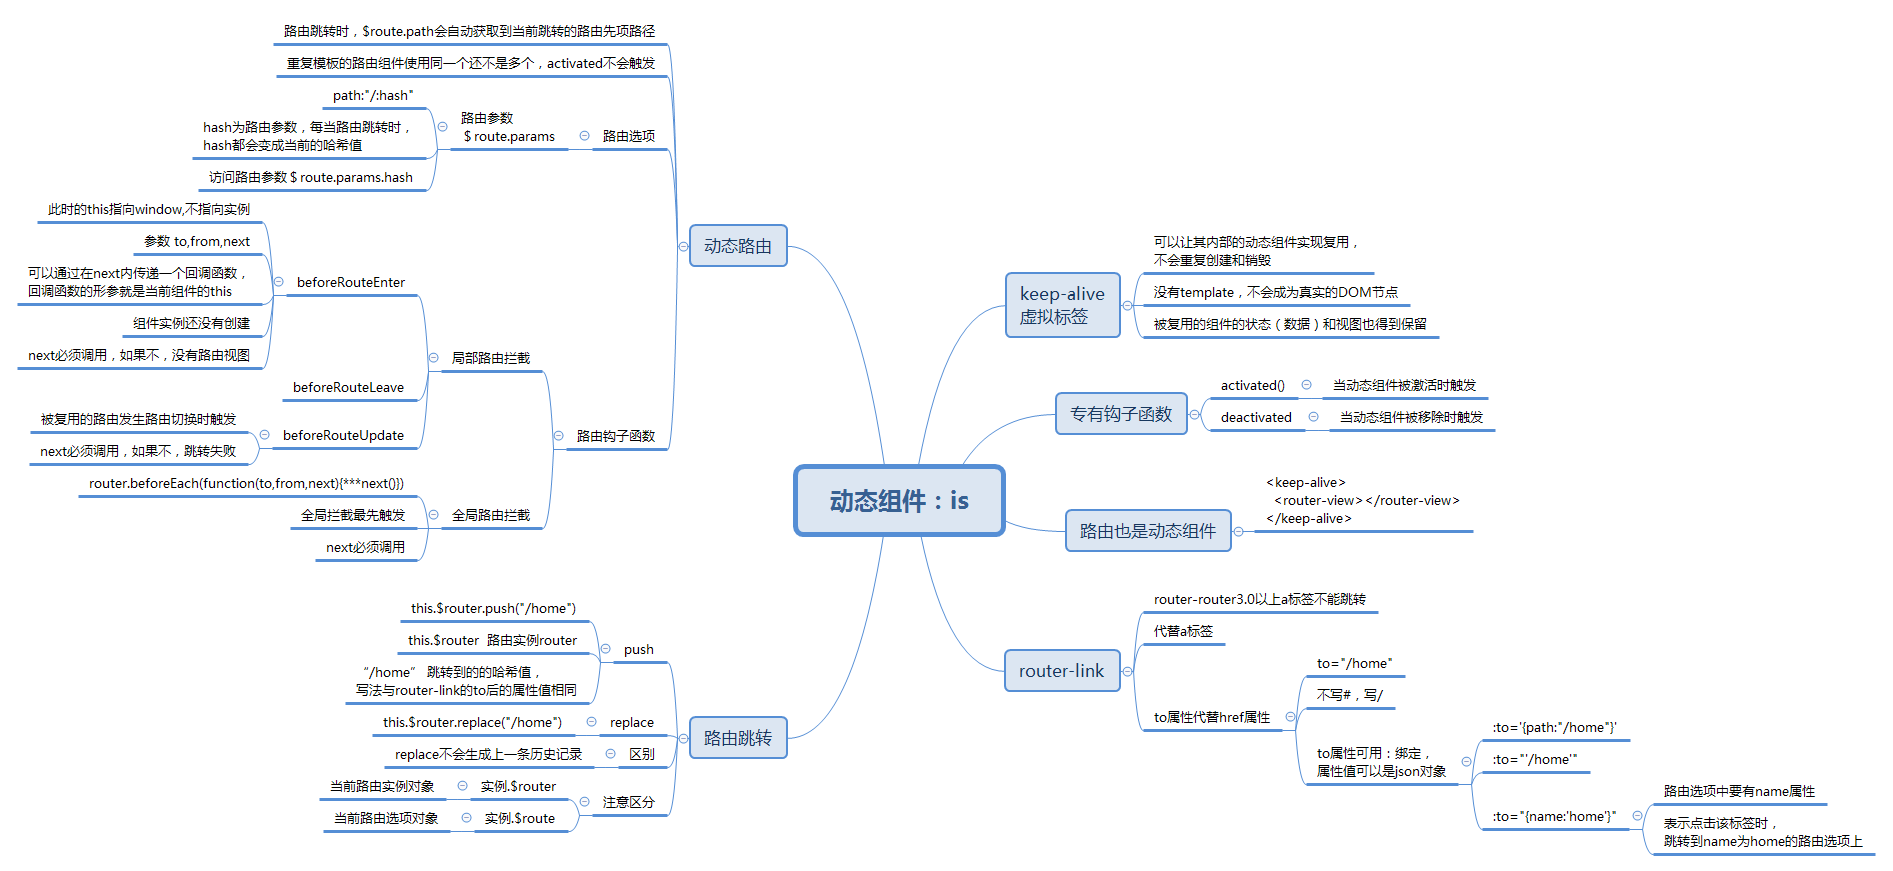 动态组件：is
路由跳转时，$route.path会自动获取到当前跳转的路由先项路径
重复模板的路由组件使用同一个还不是多个，activated不会触发
path:"/:hash"
hash为路由参数，每当路由跳转时，
hash都会变成当前的哈希值
访问路由参数＄route.params.hash
路由参数
＄route.params
路由选项
此时的this指向window,不指向实例
参数 to,from,next
可以通过在next内传递一个回调函数，
回调函数的形参就是当前组件的this
组件实例还没有创建
next必须调用，如果不，没有路由视图
beforeRouteEnter
beforeRouteLeave
被复用的路由发生路由切换时触发
next必须调用，如果不，跳转失败
beforeRouteUpdate
局部路由拦截
router.beforeEach(function(to,from,next){***next()})
全局拦截最先触发
next必须调用
全局路由拦截
路由钩子函数
动态路由
this.$router.push("/home")
this.$router  路由实例router
“/home” 跳转到的的哈希值，
写法与router-link的to后的属性值相同
push
this.$router.replace("/home")
replace
replace不会生成上一条历史记录
区别
当前路由实例对象
实例.$router
当前路由选项对象
实例.$route
注意区分
路由跳转
keep-alive
虚拟标签
可以让其内部的动态组件实现复用，
不会重复创建和销毁
没有template，不会成为真实的DOM节点
被复用的组件的状态（数据）和视图也得到保留
专有钩子函数
activated()
当动态组件被激活时触发
deactivated
当动态组件被移除时触发
路由也是动态组件
<keep-alive>
<router-view></router-view>
</keep-alive>
router-link
router-router3.0以上a标签不能跳转
代替a标签
to属性代替href属性
to="/home"
不写#，写/
to属性可用：绑定，
属性值可以是json对象
:to='{path:"/home"}'
:to="'/home'"
:to="{name:'home'}"
路由选项中要有name属性
表示点击该标签时，
跳转到name为home的路由选项上